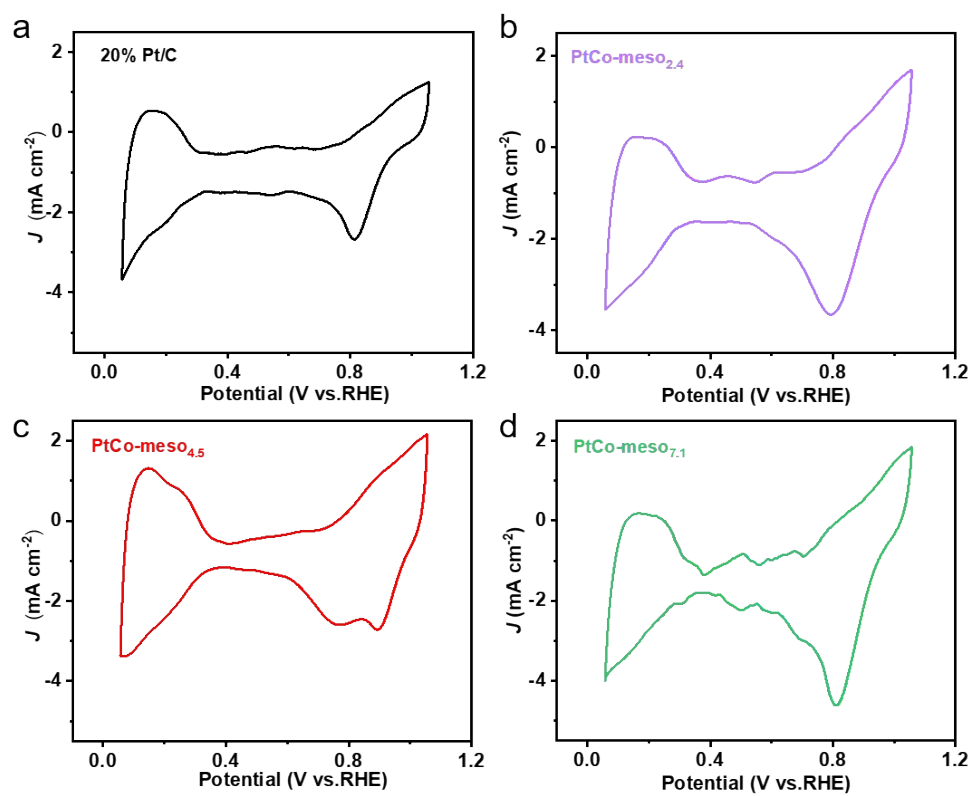 a
20% Pt/C
2
0
-2
-4
J (mA cm-2)
0.0 0.4 0.8 1.2
Potential (V vs.RHE)
b
PtCo-meso2.4
2
0
-2
-4
J (mA cm-2)
0.0 0.4 0.8 1.2
Potential (V vs.RHE)
c
PtCo-meso4.5
2
0
-2
-4
J (mA cm-2)
0.0 0.4 0.8 1.2
Potential (V vs.RHE)
d
PtCo-meso7.1
2
0
-2
-4
J (mA cm-2)
0.0 0.4 0.8 1.2
Potential (V vs.RHE)